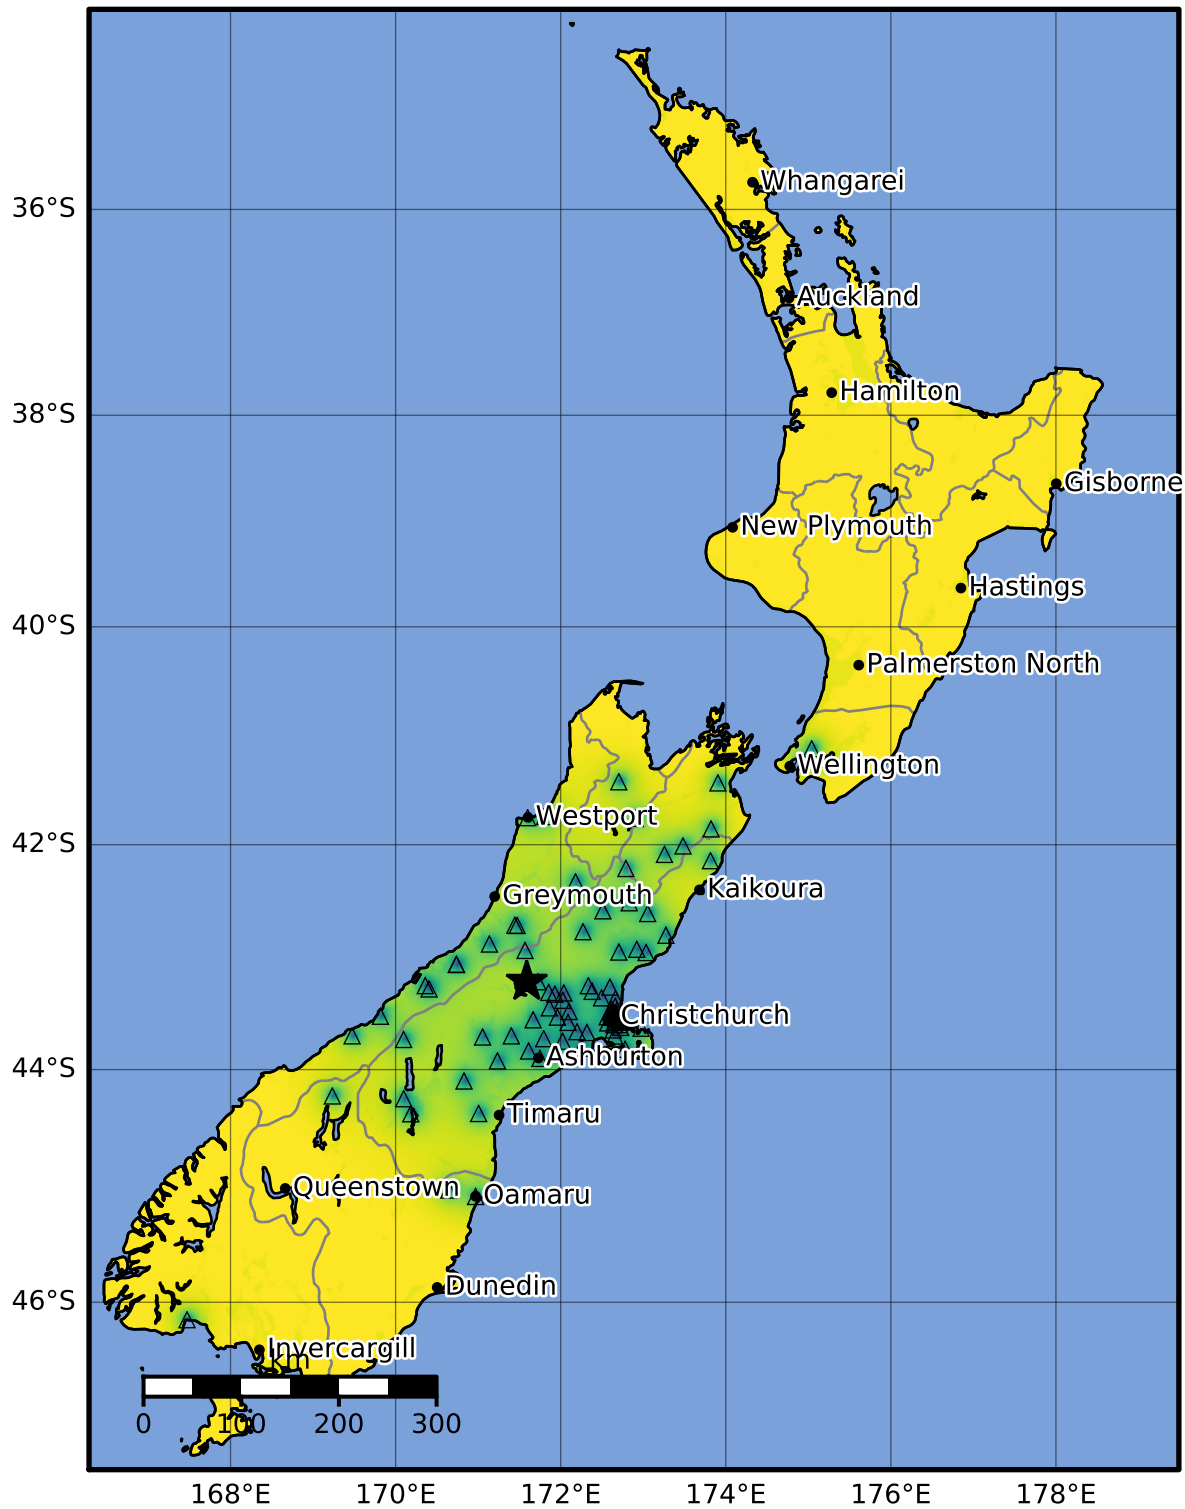 Whangarei
36°S
Auckland
Hamilton
38°S
Gisborne
New Plymouth
Hastings
40°S
Palmerston North
Wellington
Westport
42°S
Kaikoura
Greymouth
Christchurch
Ashburton
44°S
Timaru
Queenstown
Oamaru
Dunedin
46°S
Invercargill
km
0 100 200 300
168°E 170°E 172°E 174°E 176°E 178°E